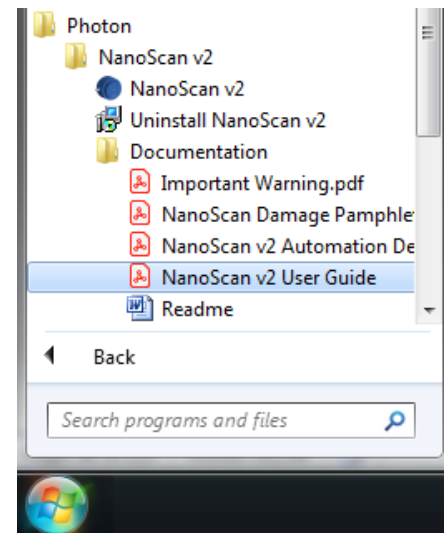 Photon
NanoScan v2
NanoScan v2
Uninstall NanoScan v2
Documentation
Important Warning.pdf
NanoScan Damage Pamphlet
NanoScan v2 Automation De
NanoScan v2 User Guide
Readme
Back
Search programs and files